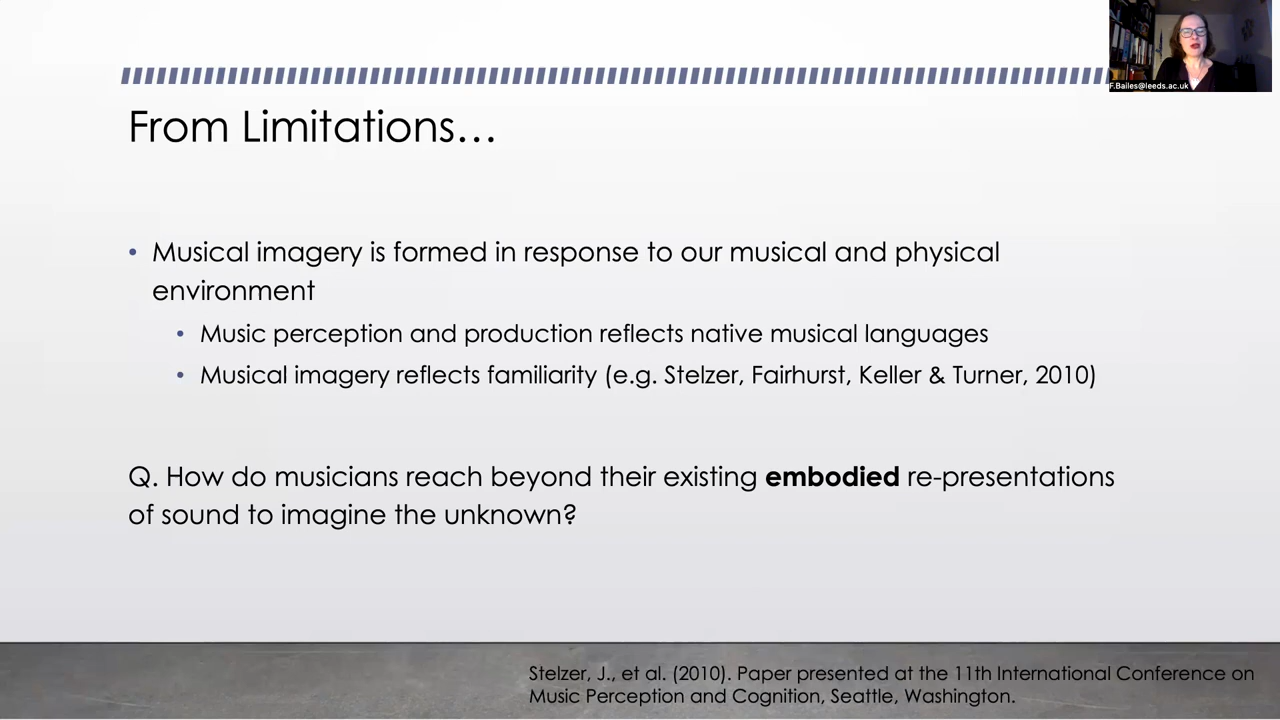 F.Bailes@leeds.ac.uk
From Limitations…
• Musical imagery is formed in response to our musical and physical
environment
• Music perception and production reflects native musical languages
• Musical imagery reflects familiarity (e.g. Stelzer, Fairhurst, Keller & Turner, 2010)
Q. How do musicians reach beyond their existing embodied re-presentations
of sound to imagine the unknown?
Stelzer, J., et al. (2010). Paper presented at the 11th International Conference on
Music Perception and Cognition, Seattle, Washington.